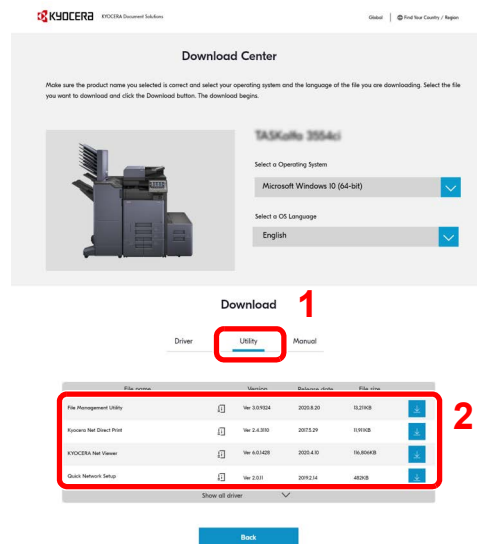 KYOCERA KYOCERA Document Solutions Global Find Your Country / Region
Download Center
Make sure the product name you selected is correct and select your operating system and the language of the file you are downloading. Select the file
you want to download and click the Download button. The download begins.
TASKalfa 3554ci
Select a Operating System
Microsoft Windows 10 (64-bit)
Select a OS Language
English
Download 1
Driver Utility Manual
File name Version Release date File size
File Management Utility Ver 3.0.9324 2020.8.20 13,211KB
Kyocera Net Direct Print Ver 2.4.3110 2017.5.29 11,911KB
KYOCERA Net Viewer Ver 6.0.1428 2020.4.10 116,806KB
Quick Network Setup Ver 2.0.11 2019.2.14 482KB
2
Show all driver
Back